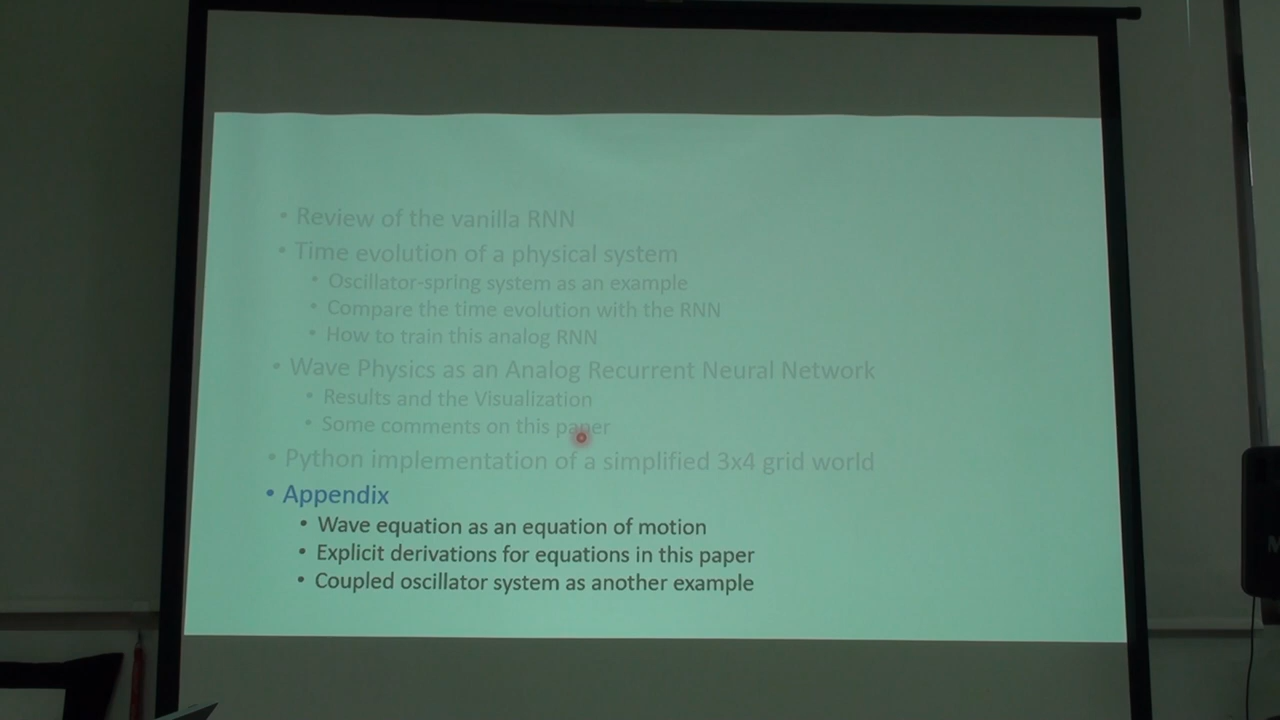 • Review of the vanilla RNN
• Time evolution of a physical system
• Oscillator-spring system as an example
• Compare the time evolution with the RNN
• How to train this analog RNN
• Wave Physics as an Analog Recurrent Neural Network
• Results and the Visualization
• Some comments on this paper
• Python implementation of a simplified 3x4 grid world
• Appendix
• Wave equation as an equation of motion
• Explicit derivations for equations in this paper
• Coupled oscillator system as another example